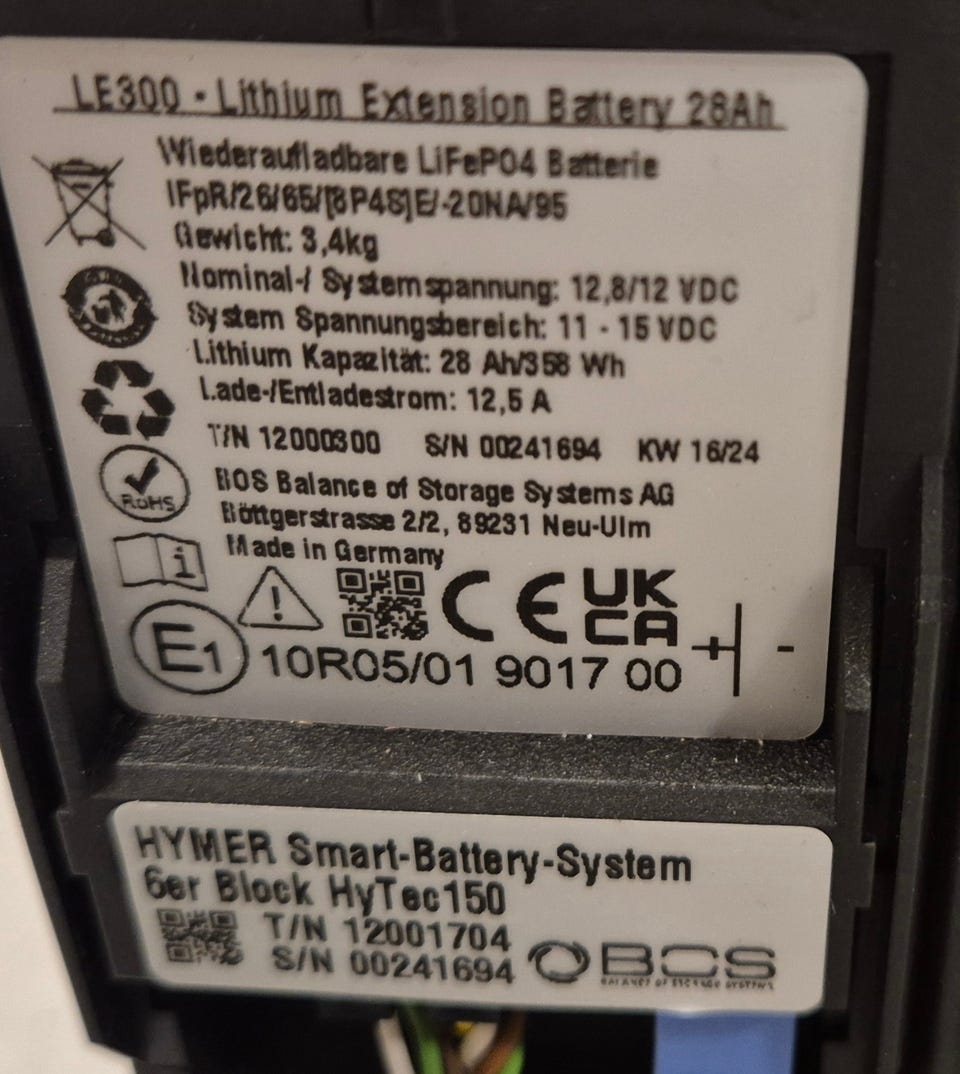 LE300 - Lithium Extension Battery 28Ah
Wiederaufladbare LiFePO4 Batterie
IFpR/26/65/[8P4S]E/-20NA/95
Gewicht: 3,4kg
Nominal-/ Systemspannung: 12,8/12 VDC
System Spannungsbereich: 11 - 15 VDC
Lithium Kapazität: 28 Ah/358 Wh
Lade-/Entladestrom: 12,5 A
T/N 12000300 S/N 00241694 KW 16/24
BOS Balance of Storage Systems AG
Böttgerstrasse 2/2, 89231 Neu-Ulm
Made in Germany
RoHS
i
!
CE
UK
CA
+ -
E1 10R05/01 9017 00
HYMER Smart-Battery-System
6er Block HyTec150
T/N 12001704
S/N 00241694
BOS
BALANCE OF STORAGE SYSTEMS